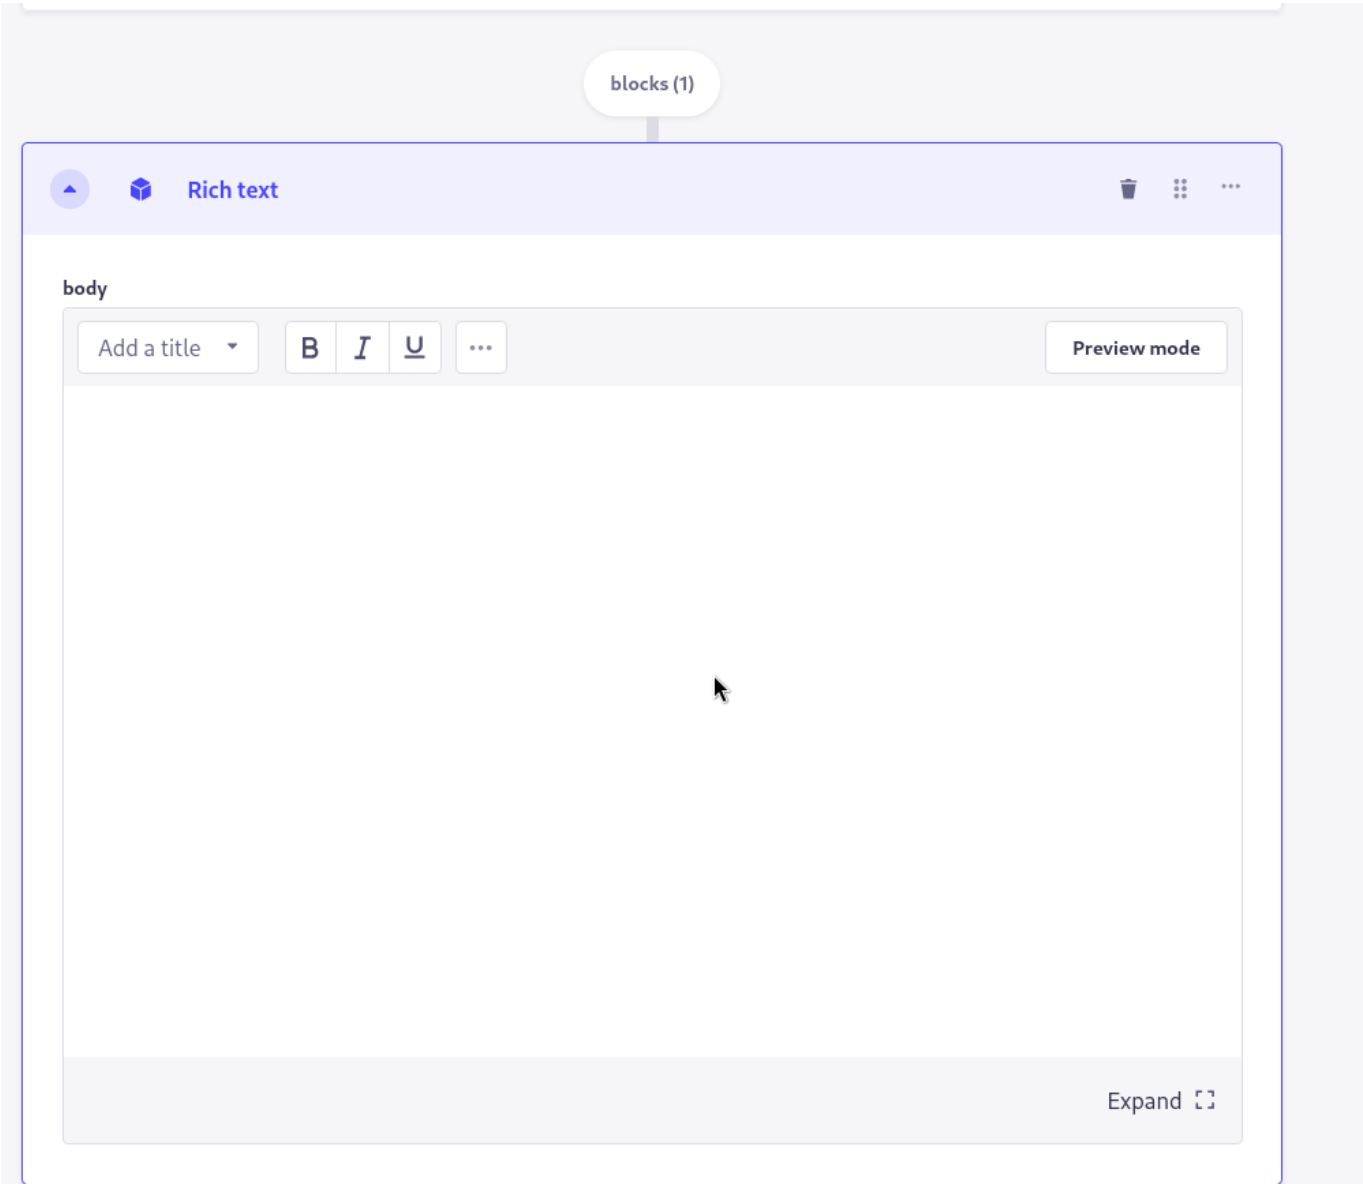 blocks (1)
Rich text
body
Add a title
B I U
Preview mode
Expand